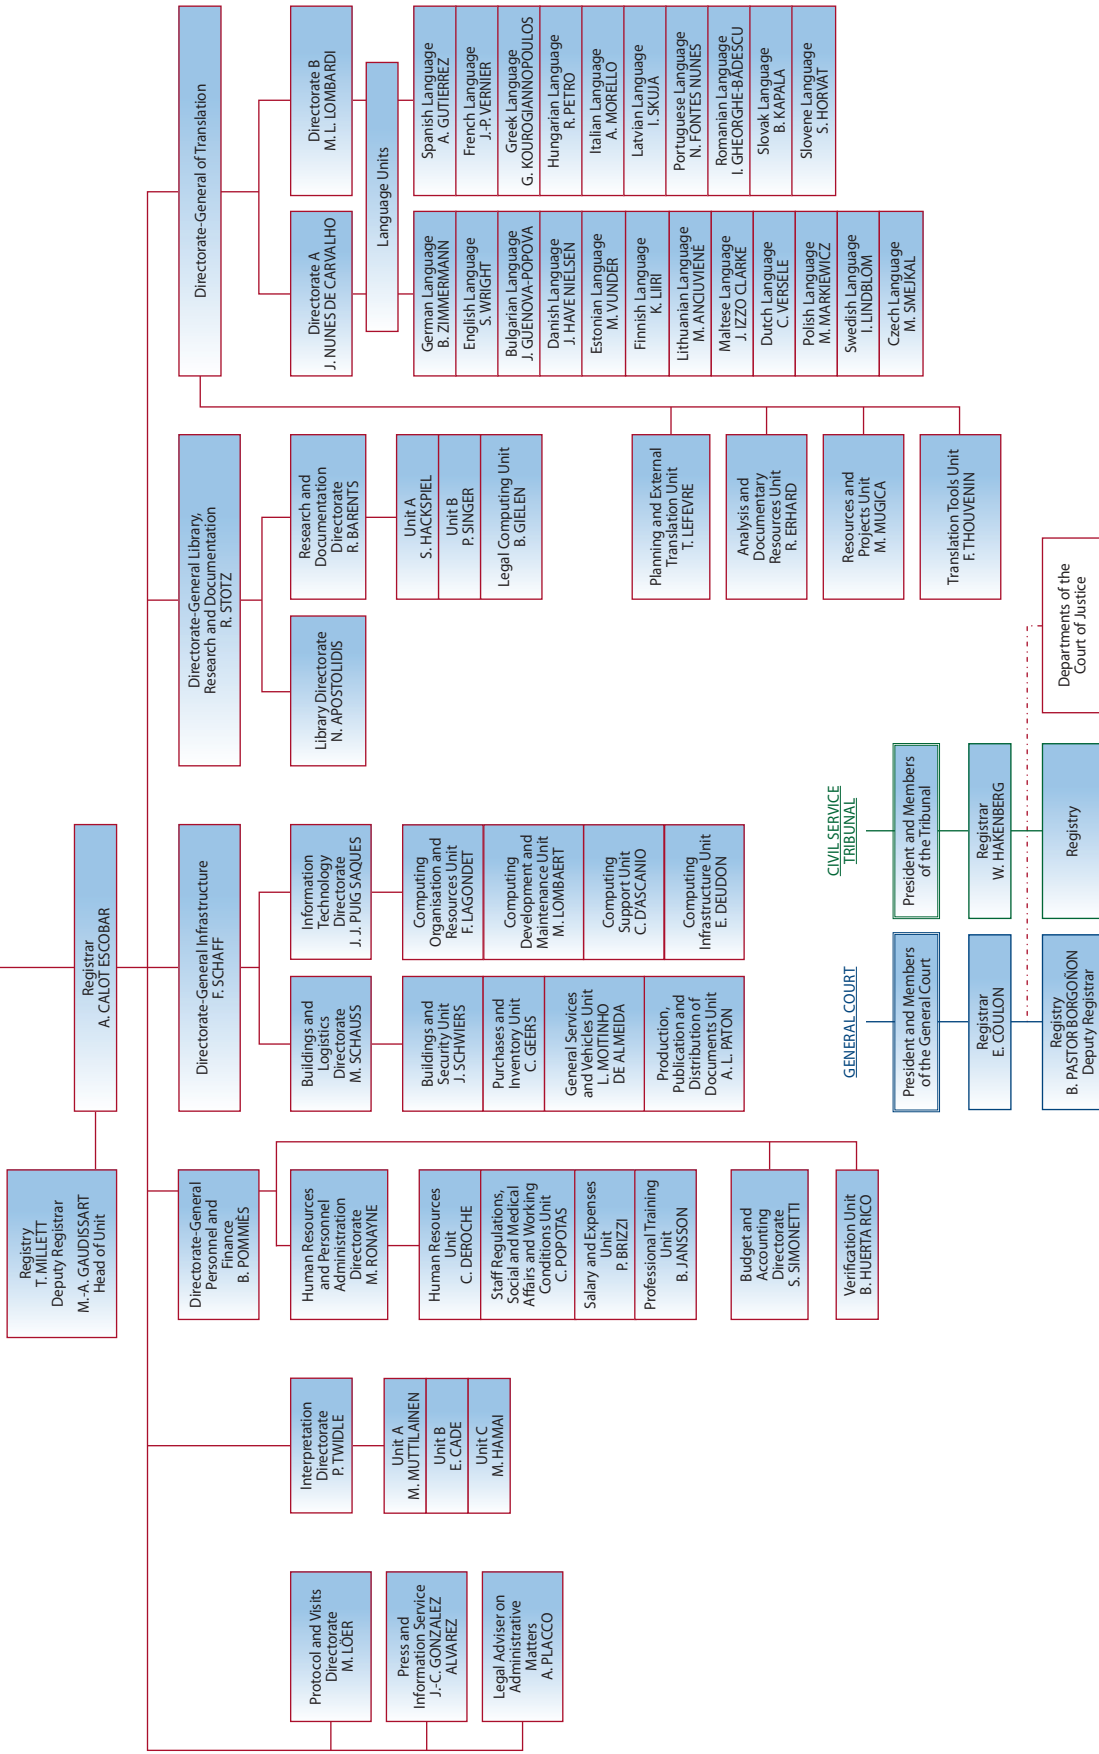 Registry
T. MILLETT
Deputy Registrar
M.-A. GAUDISSART
Head of Unit
Registrar
A. CALOT ESCOBAR
Protocol and Visits
Directorate
M. LÖER
Press and
Information Service
J.-C. GONZALEZ
ALVAREZ
Legal Adviser on
Administrative
Matters
A. PLACCO
Interpretation
Directorate
P. TWIDLE
Unit A
M. MUTTILAINEN
Unit B
E. CADE
Unit C
M. HAMAI
Directorate-General
Personnel and
Finance
B. POMMIÈS
Human Resources
and Personnel
Administration
Directorate
M. RONAYNE
Human Resources
Unit
C. DEROCHE
Staff Regulations,
Social and Medical
Affairs and Working
Conditions Unit
C. POPOTAS
Salary and Expenses
Unit
P. BRIZZI
Professional Training
Unit
B. JANSSON
Budget and
Accounting
Directorate
S. SIMONETTI
Verification Unit
B. HUERTA RICO
Directorate-General Infrastructure
F. SCHAFF
Buildings and
Logistics
Directorate
M. SCHAUSS
Buildings and
Security Unit
J. SCHWIERS
Purchases and
Inventory Unit
C. GEERS
General Services
and Vehicles Unit
L. MOITINHO
DE ALMEIDA
Production,
Publication and
Distribution of
Documents Unit
A. L. PATON
Information
Technology
Directorate
J. J. PUIG SAQUES
Computing
Organisation and
Resources Unit
F. LAGONDET
Computing
Development and
Maintenance Unit
M. LOMBAERT
Computing
Support Unit
C. D'ASCANIO
Computing
Infrastructure Unit
E. DEUDON
Directorate-General Library,
Research and Documentation
R. STOTZ
Library Directorate
N. APOSTOLIDIS
Research and
Documentation
Directorate
R. BARENTS
Unit A
S. HACKSPIEL
Unit B
P. SINGER
Legal Computing Unit
B. GIELEN
Directorate-General of Translation
Directorate A
J. NUNES DE CARVALHO
Directorate B
M. L. LOMBARDI
Language Units
German Language
B. ZIMMERMANN
English Language
S. WRIGHT
Bulgarian Language
J. GUENOVA-POPOVA
Danish Language
J. HAVE NIELSEN
Estonian Language
M. VUNDER
Finnish Language
K. LIIRI
Lithuanian Language
M. ANCIUVIENĖ
Maltese Language
J. IZZO CLARKE
Dutch Language
C. VERSELE
Polish Language
M. MARKIEWICZ
Swedish Language
I. LINDBLOM
Czech Language
M. SMEJKAL
Spanish Language
A. GUTIERREZ
French Language
J.-P. VERNIER
Greek Language
G. KOUROGIANNOPOULOS
Hungarian Language
R. PETRO
Italian Language
A. MORELLO
Latvian Language
I. SKUJA
Portuguese Language
N. FONTES NUNES
Romanian Language
I. GHEORGHE-BĂDESCU
Slovak Language
B. KAPALA
Slovene Language
S. HORVAT
Planning and External
Translation Unit
T. LEFEVRE
Analysis and
Documentary
Resources Unit
R. ERHARD
Resources and
Projects Unit
M. MUGICA
Translation Tools Unit
F. THOUVENIN
GENERAL COURT
President and Members
of the General Court
Registrar
E. COULON
Registry
B. PASTOR BORGOÑON
Deputy Registrar
CIVIL SERVICE
TRIBUNAL
President and Members
of the Tribunal
Registrar
W. HAKENBERG
Registry
Departments of the
Court of Justice